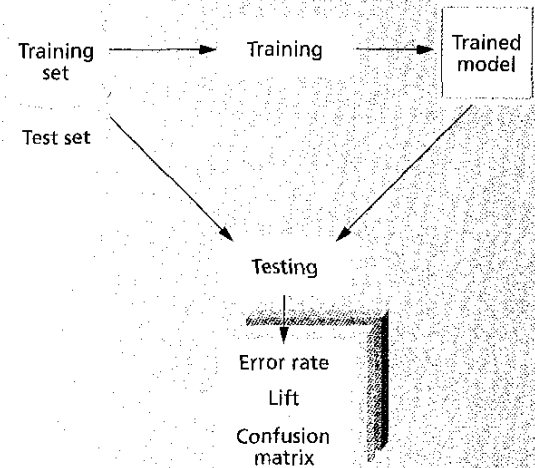 Training
set
Training
Trained
model
Test set
Testing
Error rate
Lift
Confusion
matrix